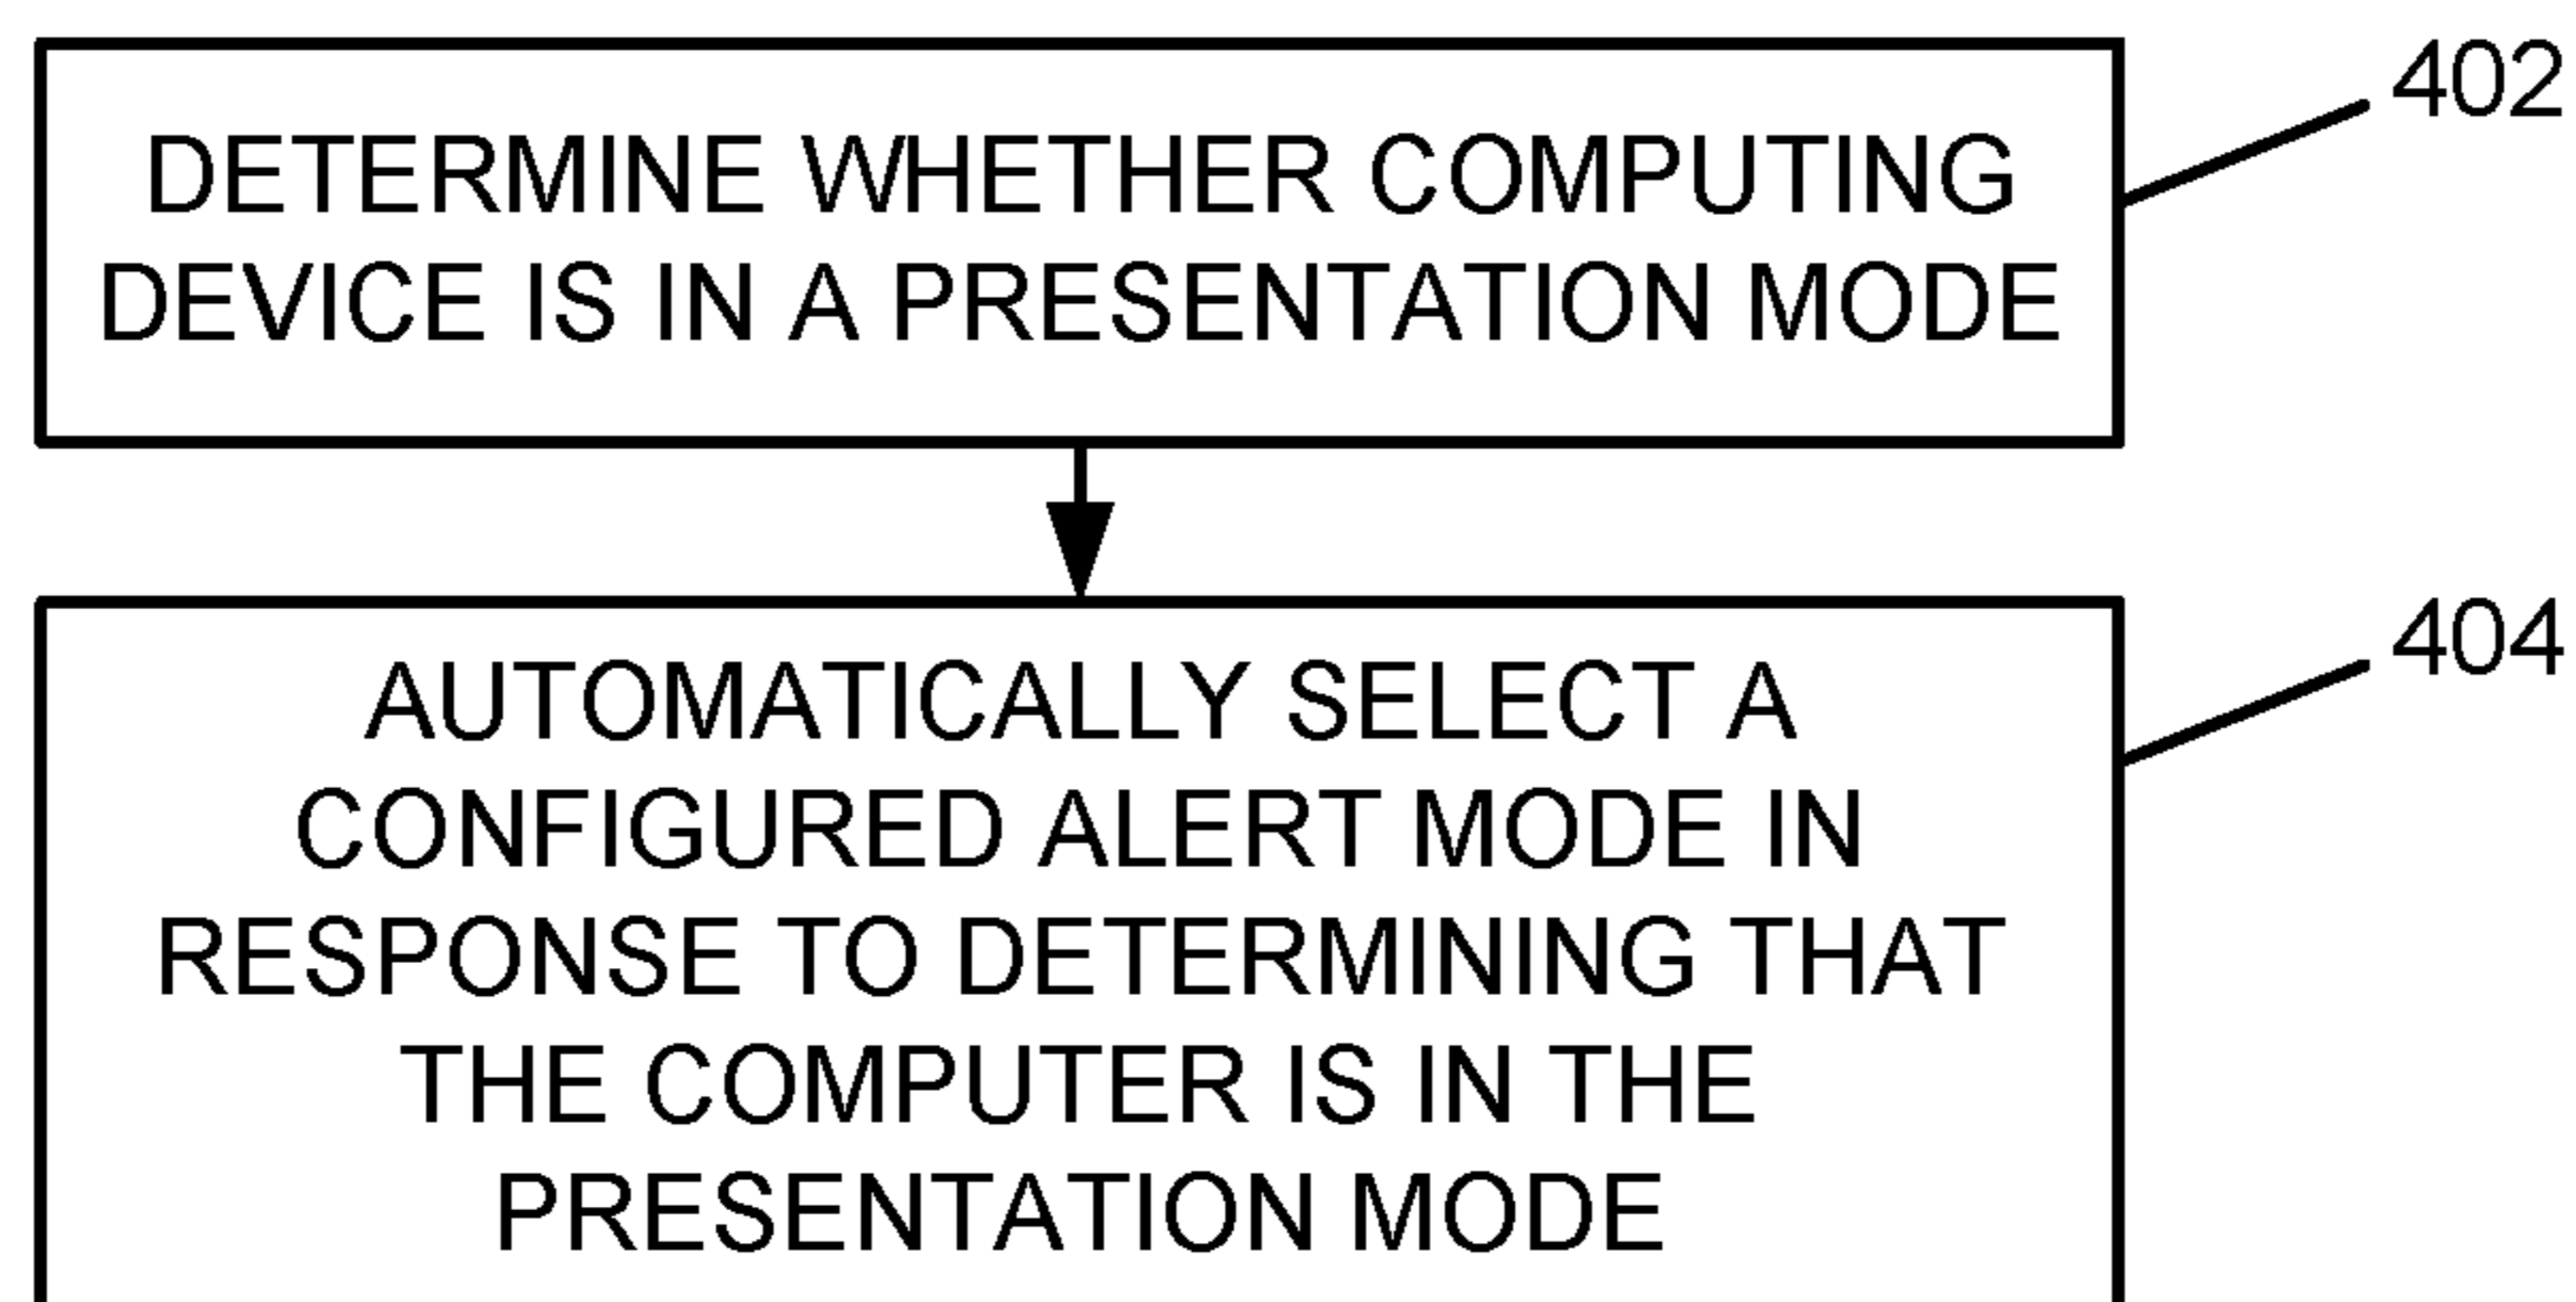 402
DETERMINE WHETHER COMPUTING
DEVICE IS IN A PRESENTATION MODE
404
AUTOMATICALLY SELECT A
CONFIGURED ALERT MODE IN
RESPONSE TO DETERMINING THAT
THE COMPUTER IS IN THE
PRESENTATION MODE